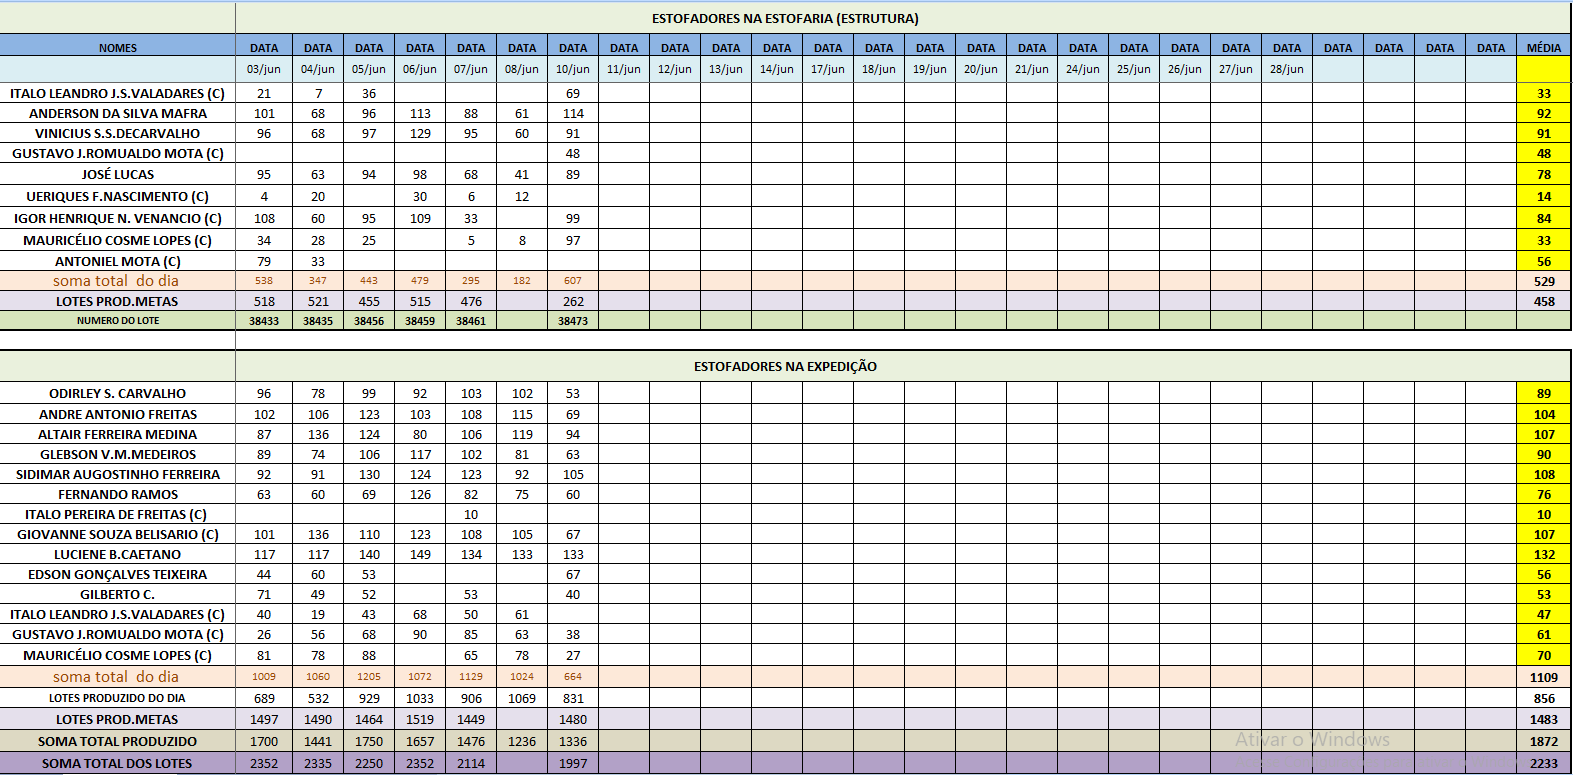 ESTOFADORES NA ESTOFARIA (ESTRUTURA)
NOMES DATA DATA DATA DATA DATA DATA DATA DATA DATA DATA DATA DATA DATA DATA DATA DATA DATA DATA DATA DATA DATA DATA DATA DATA DATA MÉDIA
03/jun 04/jun 05/jun 06/jun 07/jun 08/jun 10/jun 11/jun 12/jun 13/jun 14/jun 17/jun 18/jun 19/jun 20/jun 21/jun 24/jun 25/jun 26/jun 27/jun 28/jun
ITALO LEANDRO J.S.VALADARES (C) 21 7 36 69 33
ANDERSON DA SILVA MAFRA 101 68 96 113 88 61 114 92
VINICIUS S.S.DECARVALHO 96 68 97 129 95 60 91 91
GUSTAVO J.ROMUALDO MOTA (C) 48 48
JOSÉ LUCAS 95 63 94 98 68 41 89 78
UERIQUES F.NASCIMENTO (C) 4 20 30 6 12 14
IGOR HENRIQUE N. VENANCIO (C) 108 60 95 109 33 99 84
MAURICÉLIO COSME LOPES (C) 34 28 25 5 8 97 33
ANTONIEL MOTA (C) 79 33 56
soma total do dia 538 347 443 479 295 182 607 529
LOTES PROD.METAS 518 521 455 515 476 262 458
NUMERO DO LOTE 38433 38435 38456 38459 38461 38473
ESTOFADORES NA EXPEDIÇÃO
ODIRLEY S. CARVALHO 96 78 99 92 103 102 53 89
ANDRE ANTONIO FREITAS 102 106 123 103 108 115 69 104
ALTAIR FERREIRA MEDINA 87 136 124 80 106 119 94 107
GLEBSON V.M.MEDEIROS 89 74 106 117 102 81 63 90
SIDIMAR AUGOSTINHO FERREIRA 92 91 130 124 123 92 105 108
FERNANDO RAMOS 63 60 69 126 82 75 60 76
ITALO PEREIRA DE FREITAS (C) 10 10
GIOVANNE SOUZA BELISARIO (C) 101 136 110 123 108 105 67 107
LUCIENE B.CAETANO 117 117 140 149 134 133 133 132
EDSON GONÇALVES TEIXEIRA 44 60 53 67 56
GILBERTO C. 71 49 52 53 40 53
ITALO LEANDRO J.S.VALADARES (C) 40 19 43 68 50 61 47
GUSTAVO J.ROMUALDO MOTA (C) 26 56 68 90 85 63 38 61
MAURICÉLIO COSME LOPES (C) 81 78 88 65 78 27 70
soma total do dia 1009 1060 1205 1072 1129 1024 664 1109
LOTES PRODUZIDO DO DIA 689 532 929 1033 906 1069 831 856
LOTES PROD.METAS 1497 1490 1464 1519 1449 1480 1483
SOMA TOTAL PRODUZIDO 1700 1441 1750 1657 1476 1236 1336 1872
Ativar o Windows
SOMA TOTAL DOS LOTES 2352 2335 2250 2352 2114 1997 2233